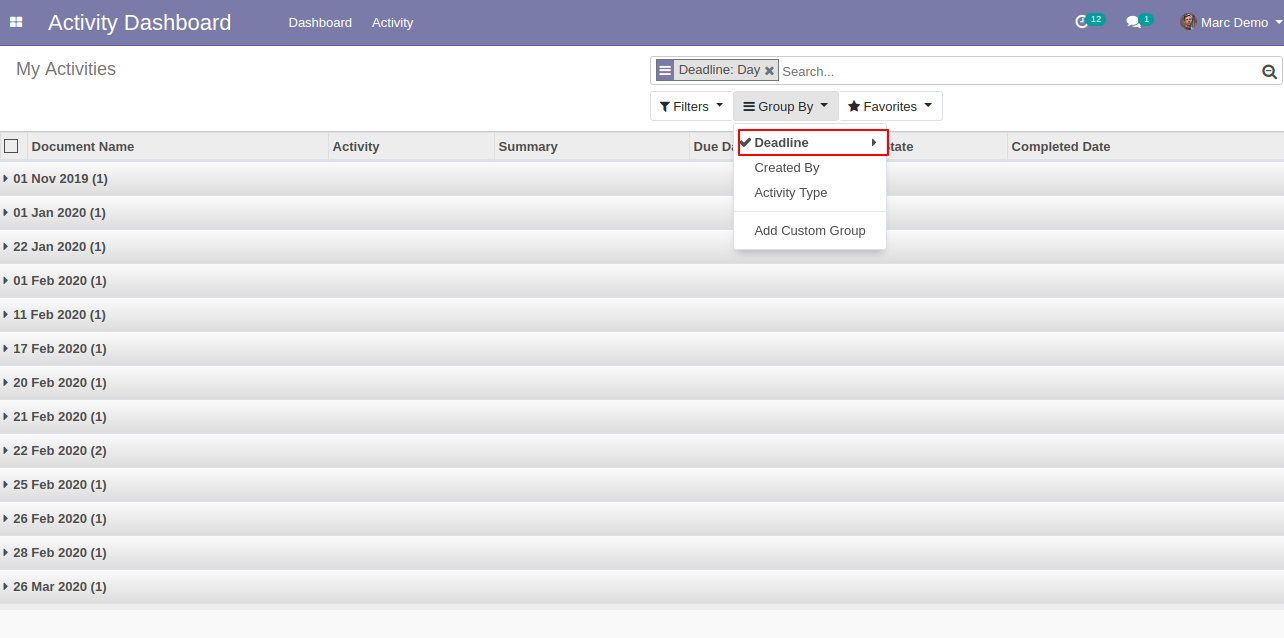 Activity Dashboard Dashboard Activity 12 1 Marc Demo
My Activities
Deadline: Day Search...
Filters Group By Favorites
Document Name Activity Summary Due Da tate Completed Date
Deadline
Created By
Activity Type
Add Custom Group
01 Nov 2019 (1)
01 Jan 2020 (1)
22 Jan 2020 (1)
01 Feb 2020 (1)
11 Feb 2020 (1)
17 Feb 2020 (1)
20 Feb 2020 (1)
21 Feb 2020 (1)
22 Feb 2020 (2)
25 Feb 2020 (1)
26 Feb 2020 (1)
28 Feb 2020 (1)
26 Mar 2020 (1)